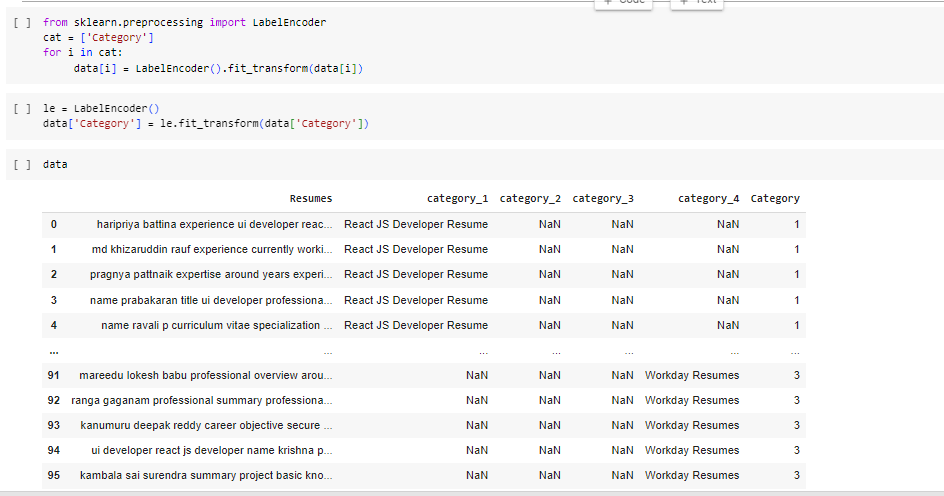 + Code + Text
[ ] from sklearn.preprocessing import LabelEncoder
cat = ['Category']
for i in cat:
data[i] = LabelEncoder().fit_transform(data[i])
[ ] le = LabelEncoder()
data['Category'] = le.fit_transform(data['Category'])
[ ] data
Resumes category_1 category_2 category_3 category_4 Category
0 haripriya battina experience ui developer reac... React JS Developer Resume NaN NaN NaN 1
1 md khizaruddin rauf experience currently worki... React JS Developer Resume NaN NaN NaN 1
2 pragnya pattnaik expertise around years experi... React JS Developer Resume NaN NaN NaN 1
3 name prabakaran title ui developer professiona... React JS Developer Resume NaN NaN NaN 1
4 name ravali p curriculum vitae specialization ... React JS Developer Resume NaN NaN NaN 1
... ... ... ... ... ... ...
91 mareedu lokesh babu professional overview arou... NaN NaN NaN Workday Resumes 3
92 ranga gaganam professional summary professiona... NaN NaN NaN Workday Resumes 3
93 kanumuru deepak reddy career objective secure ... NaN NaN NaN Workday Resumes 3
94 ui developer react js developer name krishna p... NaN NaN NaN Workday Resumes 3
95 kambala sai surendra summary project basic kno... NaN NaN NaN Workday Resumes 3